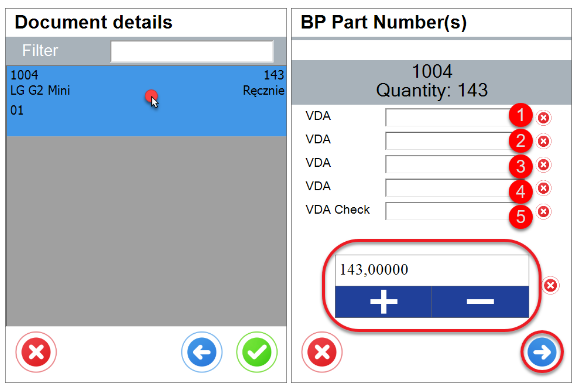 Document details
Filter
1004 143
LG G2 Mini Ręcznie
01
BP Part Number(s)
1004
Quantity: 143
VDA 1
VDA 2
VDA 3
VDA 4
VDA Check 5
143,00000
+ −